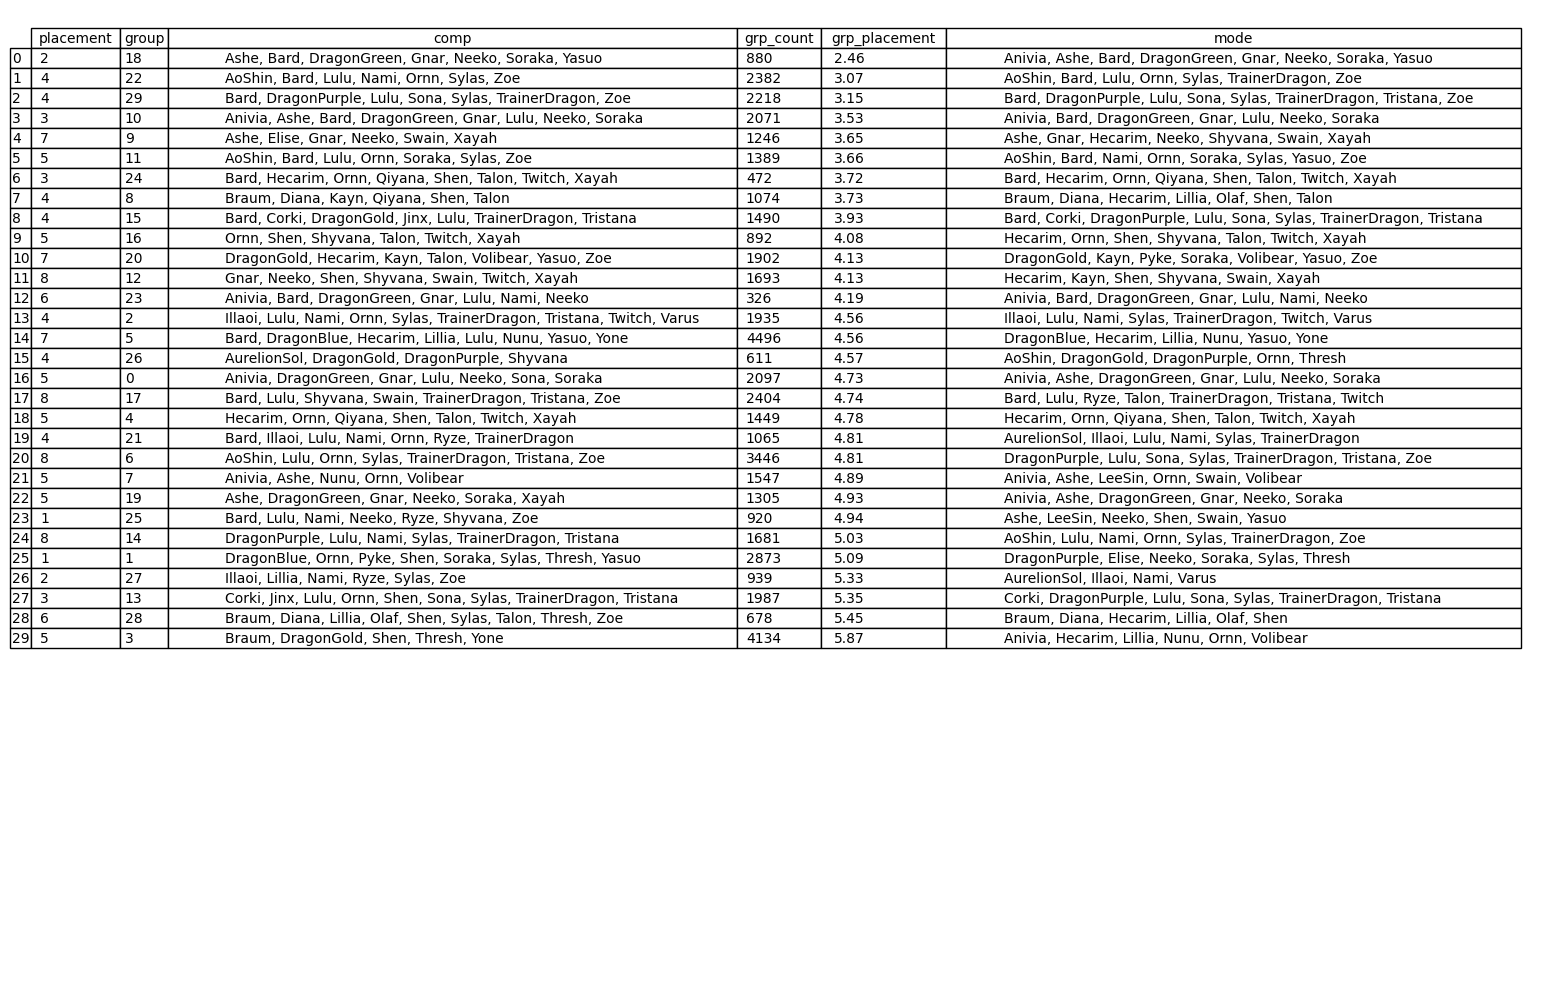 placement group comp grp_count grp_placement mode
0 2 18 Ashe, Bard, DragonGreen, Gnar, Neeko, Soraka, Yasuo 880 2.46 Anivia, Ashe, Bard, DragonGreen, Gnar, Neeko, Soraka, Yasuo
1 4 22 AoShin, Bard, Lulu, Nami, Ornn, Sylas, Zoe 2382 3.07 AoShin, Bard, Lulu, Ornn, Sylas, TrainerDragon, Zoe
2 4 29 Bard, DragonPurple, Lulu, Sona, Sylas, TrainerDragon, Zoe 2218 3.15 Bard, DragonPurple, Lulu, Sona, Sylas, TrainerDragon, Tristana, Zoe
3 3 10 Anivia, Ashe, Bard, DragonGreen, Gnar, Lulu, Neeko, Soraka 2071 3.53 Anivia, Bard, DragonGreen, Gnar, Lulu, Neeko, Soraka
4 7 9 Ashe, Elise, Gnar, Neeko, Swain, Xayah 1246 3.65 Ashe, Gnar, Hecarim, Neeko, Shyvana, Swain, Xayah
5 5 11 AoShin, Bard, Lulu, Ornn, Soraka, Sylas, Zoe 1389 3.66 AoShin, Bard, Nami, Ornn, Soraka, Sylas, Yasuo, Zoe
6 3 24 Bard, Hecarim, Ornn, Qiyana, Shen, Talon, Twitch, Xayah 472 3.72 Bard, Hecarim, Ornn, Qiyana, Shen, Talon, Twitch, Xayah
7 4 8 Braum, Diana, Kayn, Qiyana, Shen, Talon 1074 3.73 Braum, Diana, Hecarim, Lillia, Olaf, Shen, Talon
8 4 15 Bard, Corki, DragonGold, Jinx, Lulu, TrainerDragon, Tristana 1490 3.93 Bard, Corki, DragonPurple, Lulu, Sona, Sylas, TrainerDragon, Tristana
9 5 16 Ornn, Shen, Shyvana, Talon, Twitch, Xayah 892 4.08 Hecarim, Ornn, Shen, Shyvana, Talon, Twitch, Xayah
10 7 20 DragonGold, Hecarim, Kayn, Talon, Volibear, Yasuo, Zoe 1902 4.13 DragonGold, Kayn, Pyke, Soraka, Volibear, Yasuo, Zoe
11 8 12 Gnar, Neeko, Shen, Shyvana, Swain, Twitch, Xayah 1693 4.13 Hecarim, Kayn, Shen, Shyvana, Swain, Xayah
12 6 23 Anivia, Bard, DragonGreen, Gnar, Lulu, Nami, Neeko 326 4.19 Anivia, Bard, DragonGreen, Gnar, Lulu, Nami, Neeko
13 4 2 Illaoi, Lulu, Nami, Ornn, Sylas, TrainerDragon, Tristana, Twitch, Varus 1935 4.56 Illaoi, Lulu, Nami, Sylas, TrainerDragon, Twitch, Varus
14 7 5 Bard, DragonBlue, Hecarim, Lillia, Lulu, Nunu, Yasuo, Yone 4496 4.56 DragonBlue, Hecarim, Lillia, Nunu, Yasuo, Yone
15 4 26 AurelionSol, DragonGold, DragonPurple, Shyvana 611 4.57 AoShin, DragonGold, DragonPurple, Ornn, Thresh
16 5 0 Anivia, DragonGreen, Gnar, Lulu, Neeko, Sona, Soraka 2097 4.73 Anivia, Ashe, DragonGreen, Gnar, Lulu, Neeko, Soraka
17 8 17 Bard, Lulu, Shyvana, Swain, TrainerDragon, Tristana, Zoe 2404 4.74 Bard, Lulu, Ryze, Talon, TrainerDragon, Tristana, Twitch
18 5 4 Hecarim, Ornn, Qiyana, Shen, Talon, Twitch, Xayah 1449 4.78 Hecarim, Ornn, Qiyana, Shen, Talon, Twitch, Xayah
19 4 21 Bard, Illaoi, Lulu, Nami, Ornn, Ryze, TrainerDragon 1065 4.81 AurelionSol, Illaoi, Lulu, Nami, Sylas, TrainerDragon
20 8 6 AoShin, Lulu, Ornn, Sylas, TrainerDragon, Tristana, Zoe 3446 4.81 DragonPurple, Lulu, Sona, Sylas, TrainerDragon, Tristana, Zoe
21 5 7 Anivia, Ashe, Nunu, Ornn, Volibear 1547 4.89 Anivia, Ashe, LeeSin, Ornn, Swain, Volibear
22 5 19 Ashe, DragonGreen, Gnar, Neeko, Soraka, Xayah 1305 4.93 Anivia, Ashe, DragonGreen, Gnar, Neeko, Soraka
23 1 25 Bard, Lulu, Nami, Neeko, Ryze, Shyvana, Zoe 920 4.94 Ashe, LeeSin, Neeko, Shen, Swain, Yasuo
24 8 14 DragonPurple, Lulu, Nami, Sylas, TrainerDragon, Tristana 1681 5.03 AoShin, Lulu, Nami, Ornn, Sylas, TrainerDragon, Zoe
25 1 1 DragonBlue, Ornn, Pyke, Shen, Soraka, Sylas, Thresh, Yasuo 2873 5.09 DragonPurple, Elise, Neeko, Soraka, Sylas, Thresh
26 2 27 Illaoi, Lillia, Nami, Ryze, Sylas, Zoe 939 5.33 AurelionSol, Illaoi, Nami, Varus
27 3 13 Corki, Jinx, Lulu, Ornn, Shen, Sona, Sylas, TrainerDragon, Tristana 1987 5.35 Corki, DragonPurple, Lulu, Sona, Sylas, TrainerDragon, Tristana
28 6 28 Braum, Diana, Lillia, Olaf, Shen, Sylas, Talon, Thresh, Zoe 678 5.45 Braum, Diana, Hecarim, Lillia, Olaf, Shen
29 5 3 Braum, DragonGold, Shen, Thresh, Yone 4134 5.87 Anivia, Hecarim, Lillia, Nunu, Ornn, Volibear